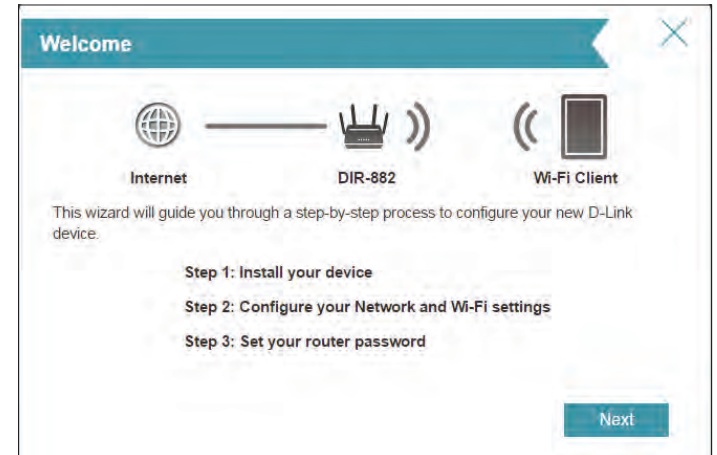 Welcome
Internet
DIR-882
Wi-Fi Client
This wizard will guide you through a step-by-step process to configure your new D-Link
device.
Step 1: Install your device
Step 2: Configure your Network and Wi-Fi settings
Step 3: Set your router password
Next